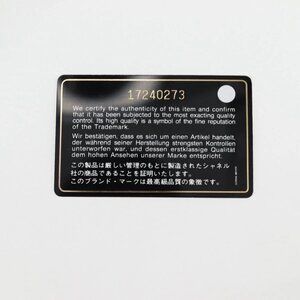 17240273
We certify the authenticity of this item and confirm
that it has been subjected to the most exacting quality
control. Its high quality is a symbol of the fine reputation
of the Trademark.
Wir bestätigen, dass es sich um einen Artikel handelt,
der während seiner Herstellung strengsten Kontrollen
unterworfen war, und dessen erstklassige Qualität
dem hohen Ansehen unserer Marke entspricht.
この製品は厳しい管理のもとに製造されたシャネル
社の商品であることを証明いたします。
このブランド・マークは最高級品質の象徴です。